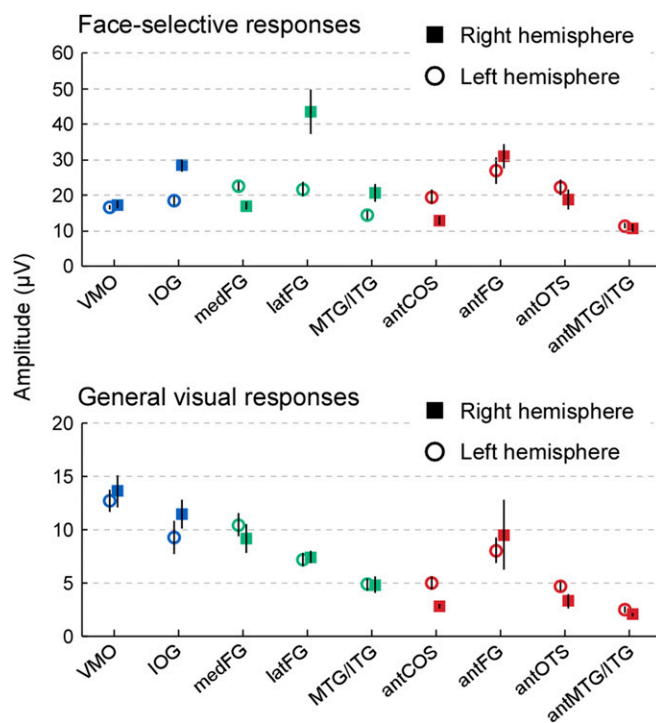 Face-selective responses
Right hemisphere
Left hemisphere
60
50
40
30
20
10
0
VMO
IOG
medFG
latFG
MTG/ITG
antCOS
antFG
antOTS
antMTG/ITG
Amplitude (µV)
General visual responses
Right hemisphere
Left hemisphere
20
15
10
5
0
VMO
IOG
medFG
latFG
MTG/ITG
antCOS
antFG
antOTS
antMTG/ITG